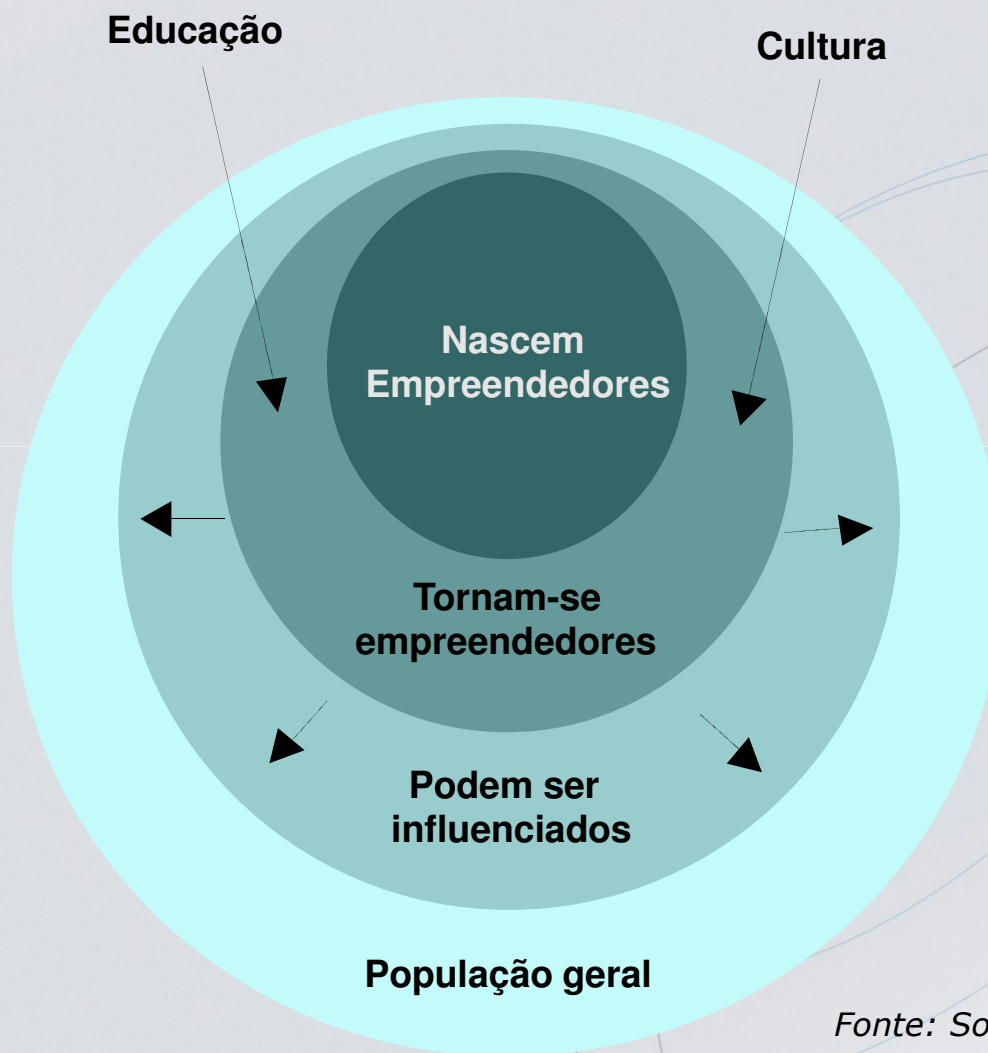 Educação
Cultura
Nascem
Empreendedores
Tornam-se
empreendedores
Podem ser
influenciados
População geral
Fonte: